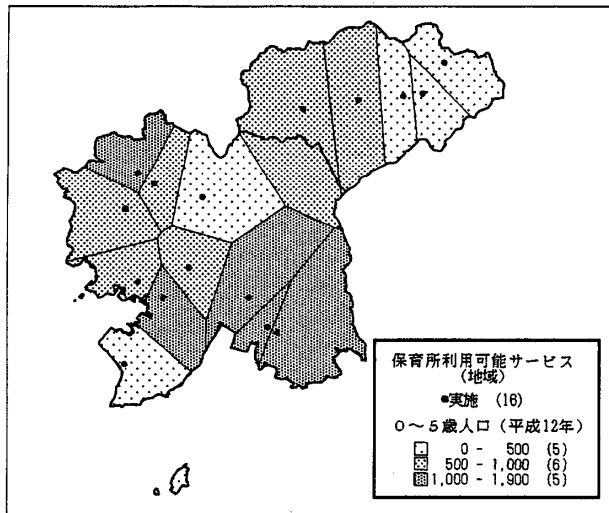 保育所利用可能サービス
(地域)
●実施 (16)
0～5歳人口(平成12年)
0 - 500 (5)
500 - 1,000 (6)
1,000 - 1,900 (5)